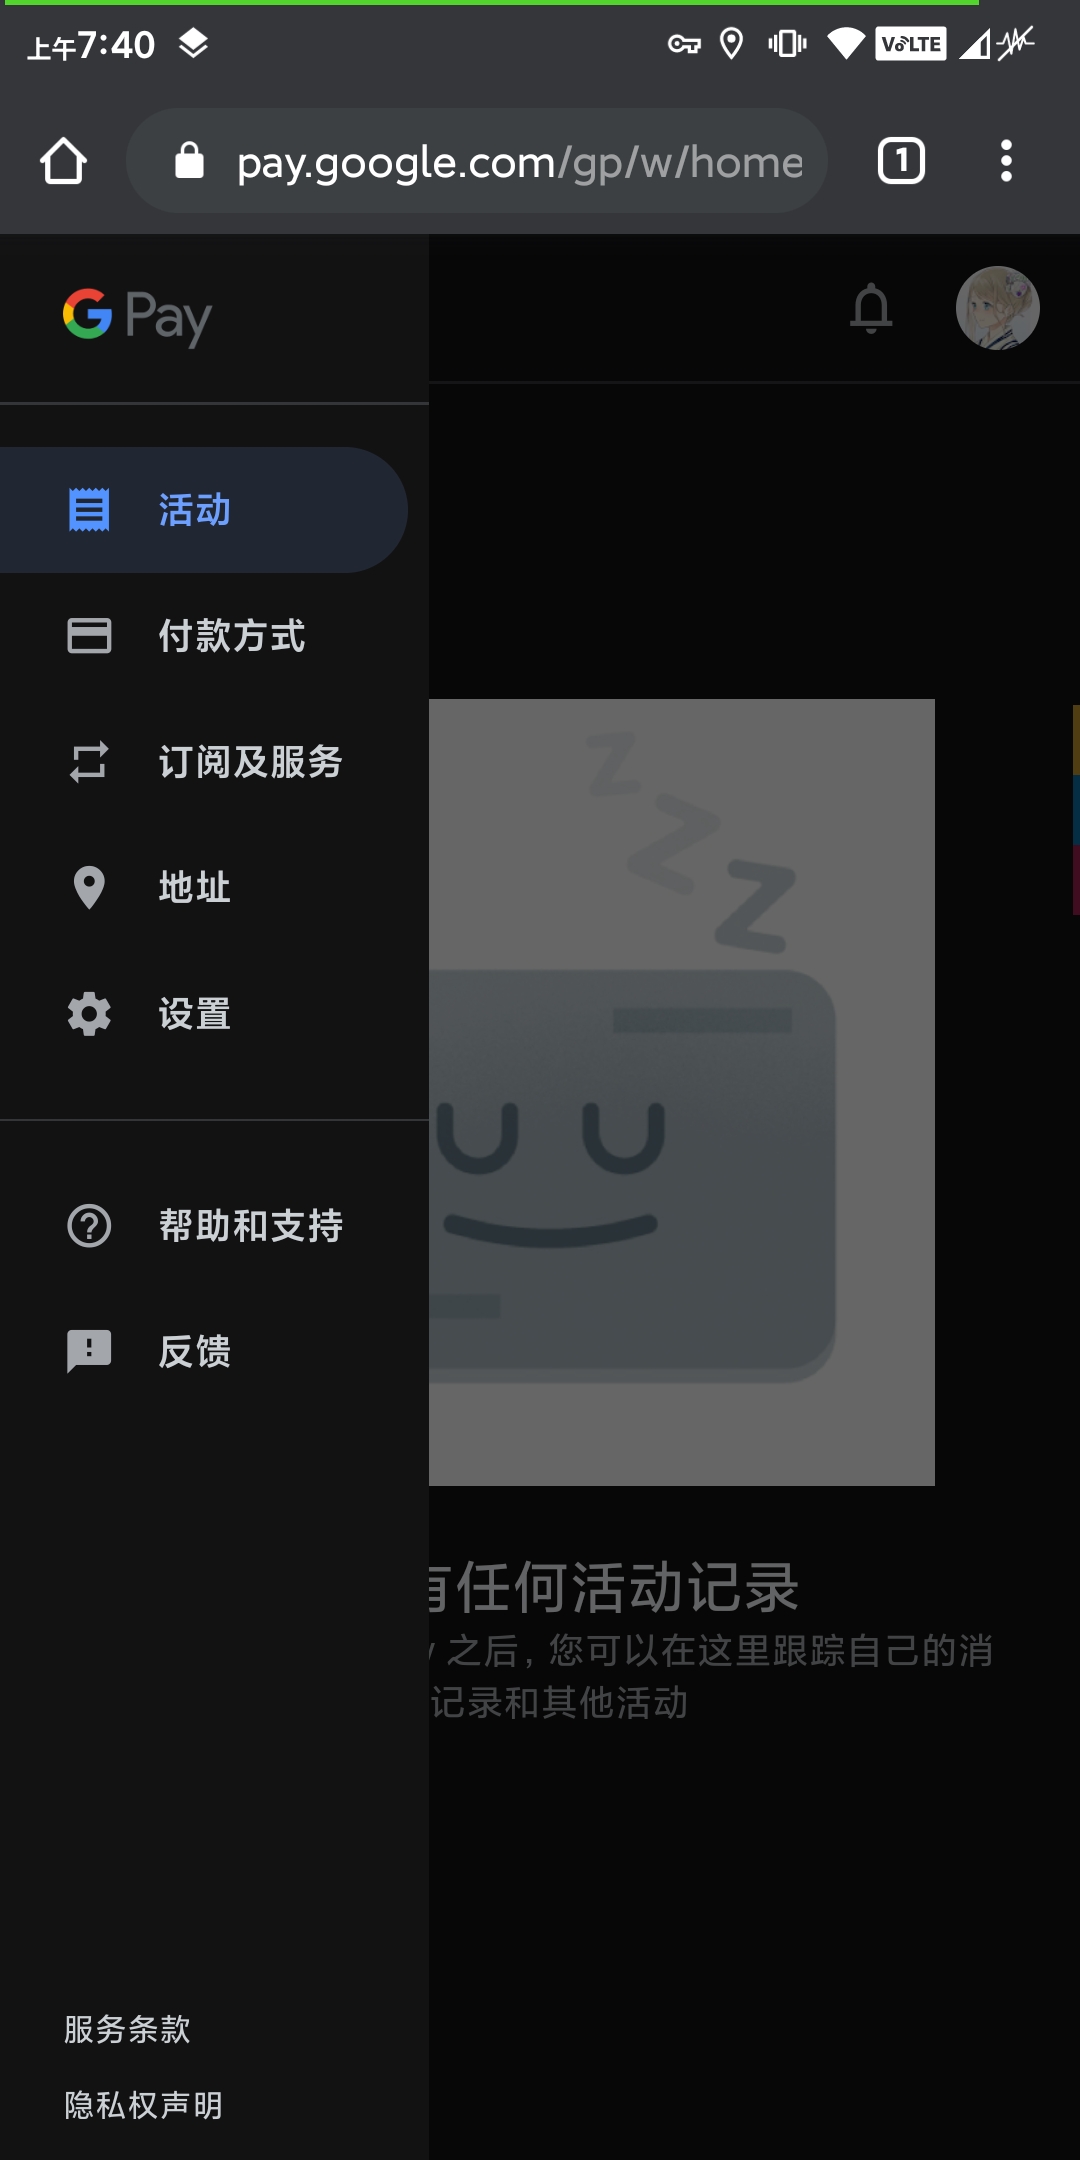 上午7:40
VoLTE
pay.google.com/gp/w/home
1
G Pay
活动
付款方式
订阅及服务
地址
设置
z
z
z
帮助和支持
反馈
有任何活动记录
之后，您可以在这里跟踪自己的消
记录和其他活动
服务条款
隐私权声明